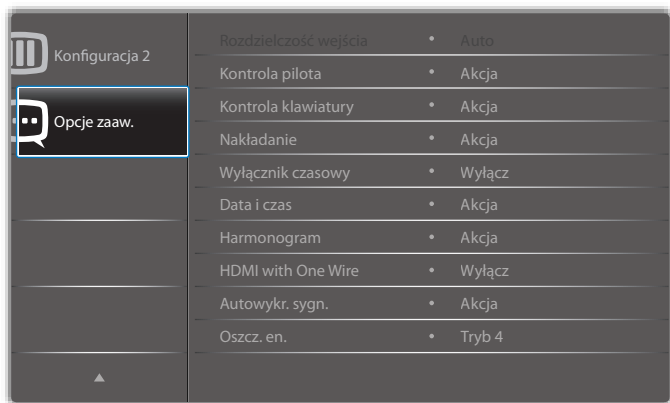 Konfiguracja 2
Opcje zaaw.
Rozdzielczość wejścia • Auto
Kontrola pilota • Akcja
Kontrola klawiatury • Akcja
Nakładanie • Akcja
Wyłącznik czasowy • Wyłącz
Data i czas • Akcja
Harmonogram • Akcja
HDMI with One Wire • Wyłącz
Autowykr. sygn. • Akcja
Oszcz. en. • Tryb 4